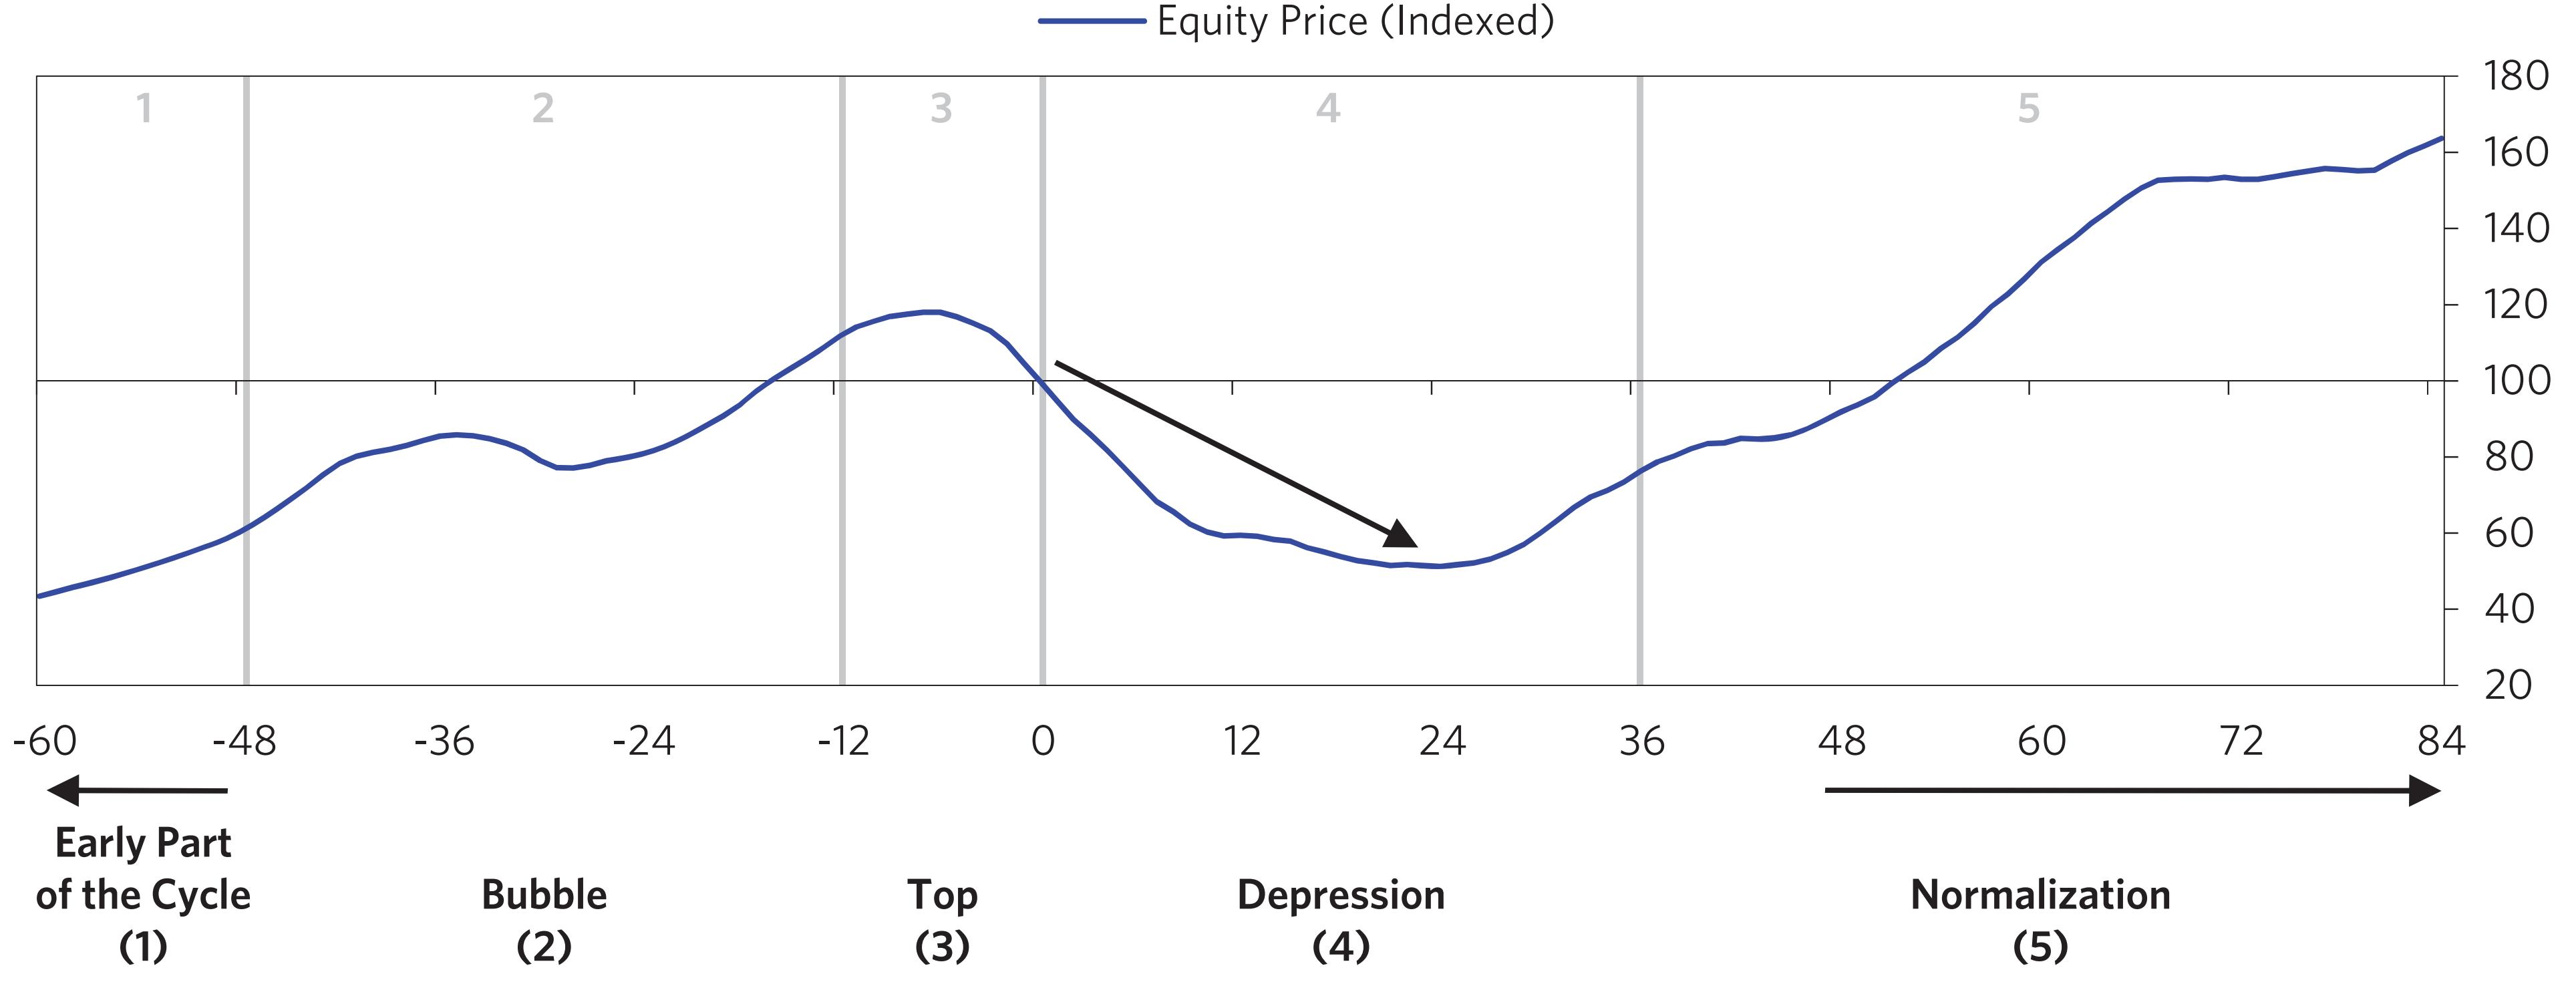 Equity Price (Indexed)
1 2 3 4 5
180
160
140
120
100
80
60
40
20
-60 -48 -36 -24 -12 0 12 24 36 48 60 72 84
Early Part
of the Cycle
(1)
Bubble
(2)
Top
(3)
Depression
(4)
Normalization
(5)